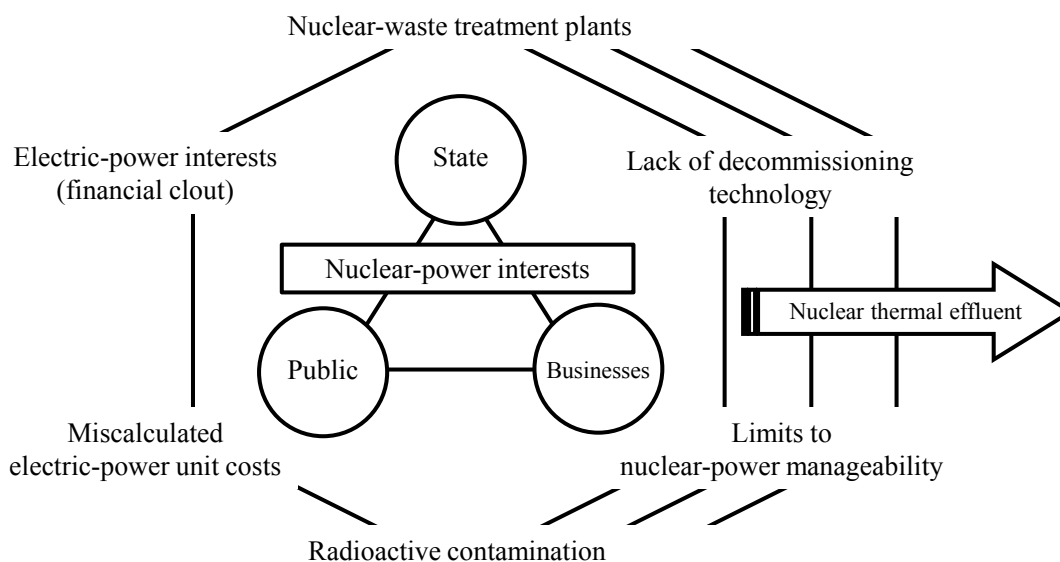 Nuclear-waste treatment plants
Electric-power interests
(financial clout)
State
Lack of decommissioning
technology
Nuclear-power interests
Nuclear thermal effluent
Public
Businesses
Miscalculated
electric-power unit costs
Limits to
nuclear-power manageability
Radioactive contamination